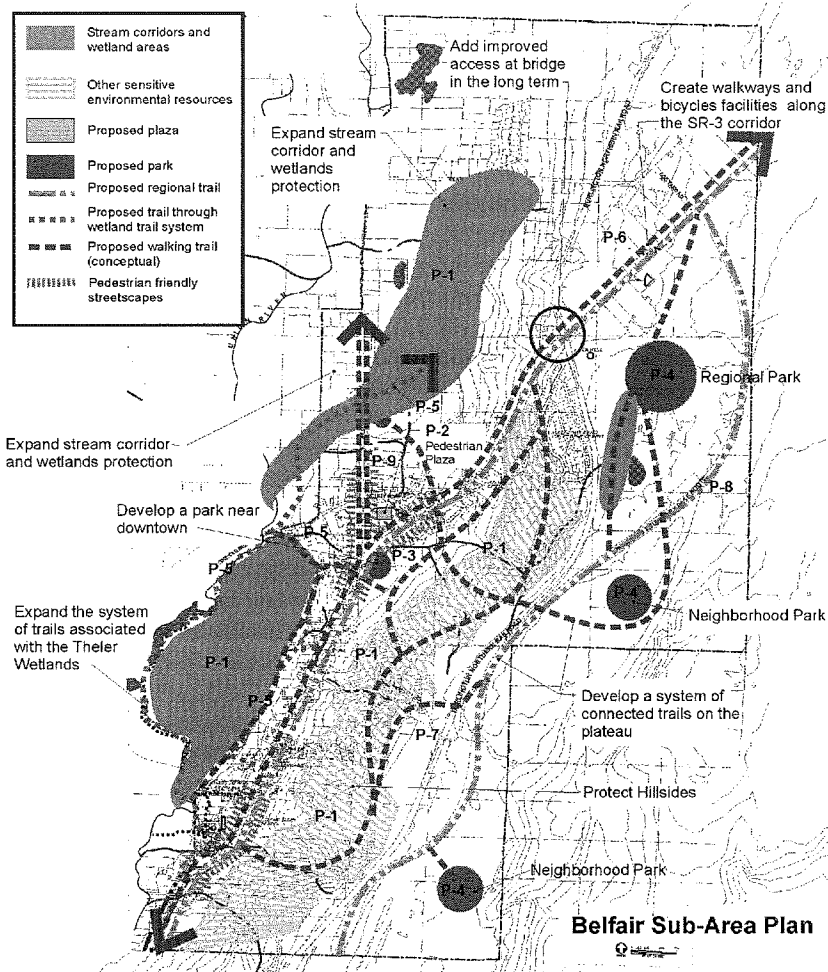 Stream corridors and
wetland areas
Other sensitive
environmental resources
Proposed plaza
Proposed park
Proposed regional trail
Proposed trail through
wetland trail system
Proposed walking trail
(conceptual)
Pedestrian friendly
streetscapes
Add improved
access at bridge
in the long term
Create walkways and
bicycles facilities along
the SR-3 corridor
Expand stream
corridor and
wetlands
protection
P-6
P-1
UNION RIVER
P-4
Regional Park
P-5
P-2
Pedestrian
Plaza
Expand stream corridor
and wetlands protection
P-9
P-8
Develop a park near
downtown
P-5
P-3
P-1
P-5
P-4
Neighborhood Park
Expand the system
of trails associated
with the Theler
Wetlands
P-1
P-1
P-5
Develop a system of
connected trails on the
plateau
P-7
Protect Hillsides
P-1
Neighborhood Park
P-4
Belfair Sub-Area Plan